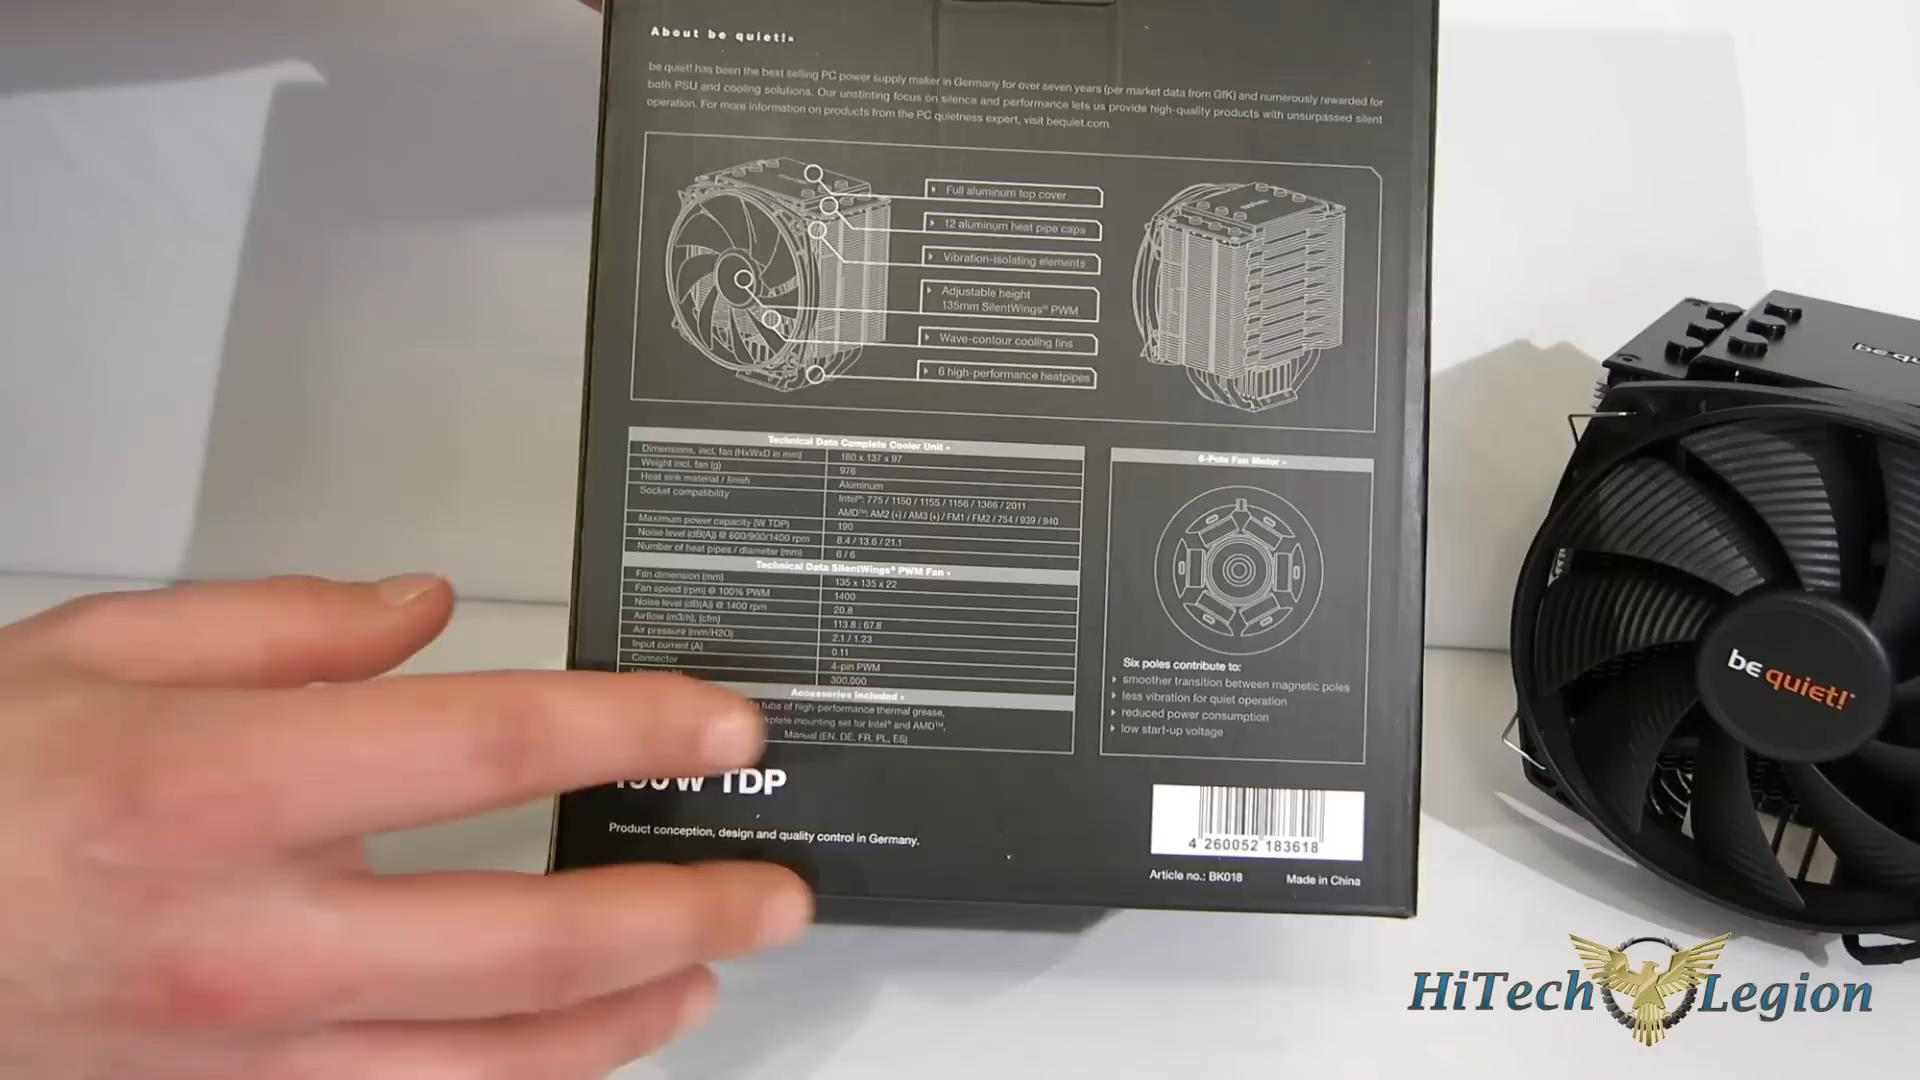 About be quiet!»
be quiet! has been the best selling PC power supply maker in Germany for over seven years (per market data from GfK) and numerously rewarded for
both PSU and cooling solutions. Our unstinting focus on silence and performance lets us provide high-quality products with unsurpassed silent
operation. For more information on products from the PC quietness expert, visit bequiet.com.
Full aluminum top cover
12 aluminum heat pipe caps
Vibration-isolating elements
Adjustable height
135mm SilentWings® PWM
Wave-contour cooling fins
6 high-performance heatpipes
Technical Data Complete Cooler Unit »
Dimensions, incl. fan (HxWxD in mm) 160 x 137 x 97
Weight incl. fan (g) 976
Heat sink material / finish Aluminum
Socket compatibility Intel®: 775 / 1150 / 1155 / 1156 / 1366 / 2011
AMD™: AM2 (+) / AM3 (+) / FM1 / FM2 / 754 / 939 / 940
Maximum power capacity (W TDP) 190
Noise level (dB(A)) @ 600/900/1400 rpm 8.4 / 13.6 / 21.1
Number of heat pipes / diameter (mm) 6 / 6
Technical Data SilentWings® PWM Fan »
Fan dimension (mm) 135 x 135 x 22
Fan speed (rpm) @ 100% PWM 1400
Noise level (dB(A)) @ 1400 rpm 20.8
Airflow (m3/h), (cfm) 113.8 ; 67.8
Air pressure (mm/H2O) 2.1 / 1.23
Input current (A) 0.11
Connector 4-pin PWM
300,000
Accessories Included »
tubs of high-performance thermal grease,
mounting set for Intel® and AMD™,
Manual (EN, DE, FR, PL, ES)
6-Pole Fan Motor »
Six poles contribute to:
smoother transition between magnetic poles
less vibration for quiet operation
reduced power consumption
low start-up voltage
TDP
Product conception, design and quality control in Germany.
4 260052 183618
Article no.: BK018 Made in China
be quiet!
HiTech Legion